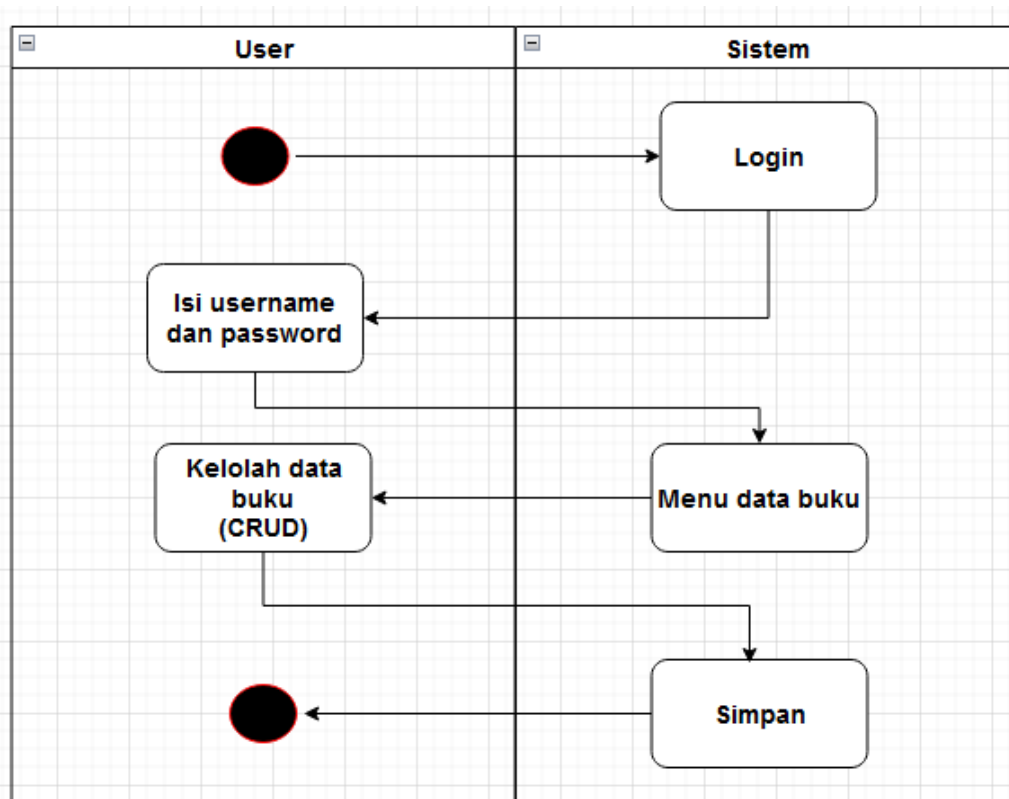 User
Sistem
Login
Isi username
dan password
Kelolah data
buku
(CRUD)
Menu data buku
Simpan